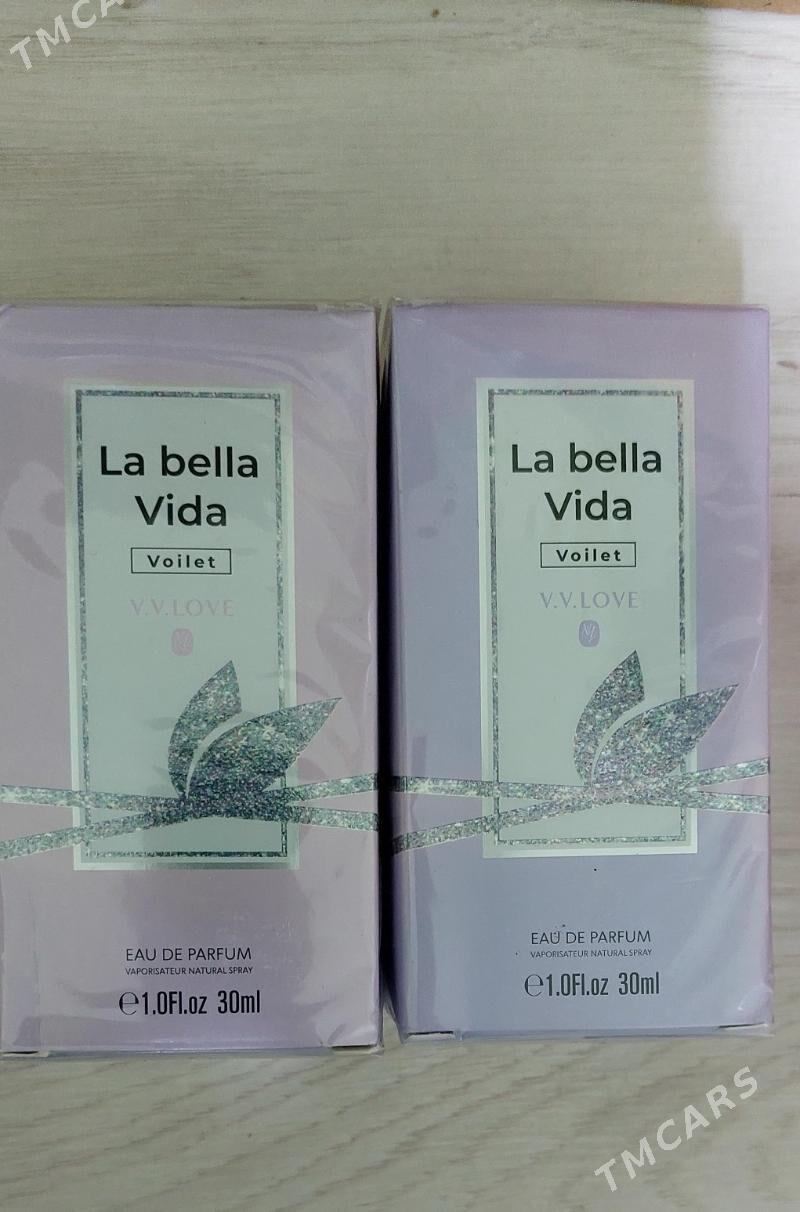 TMCARS
La bella
Vida
Voilet
V.V.LOVE
EAU DE PARFUM
VAPORISATEUR NATURAL SPRAY
℮1.0Fl.oz 30ml
La bella
Vida
Voilet
V.V.LOVE
EAU DE PARFUM
VAPORISATEUR NATURAL SPRAY
℮1.0Fl.oz 30ml
TMCARS